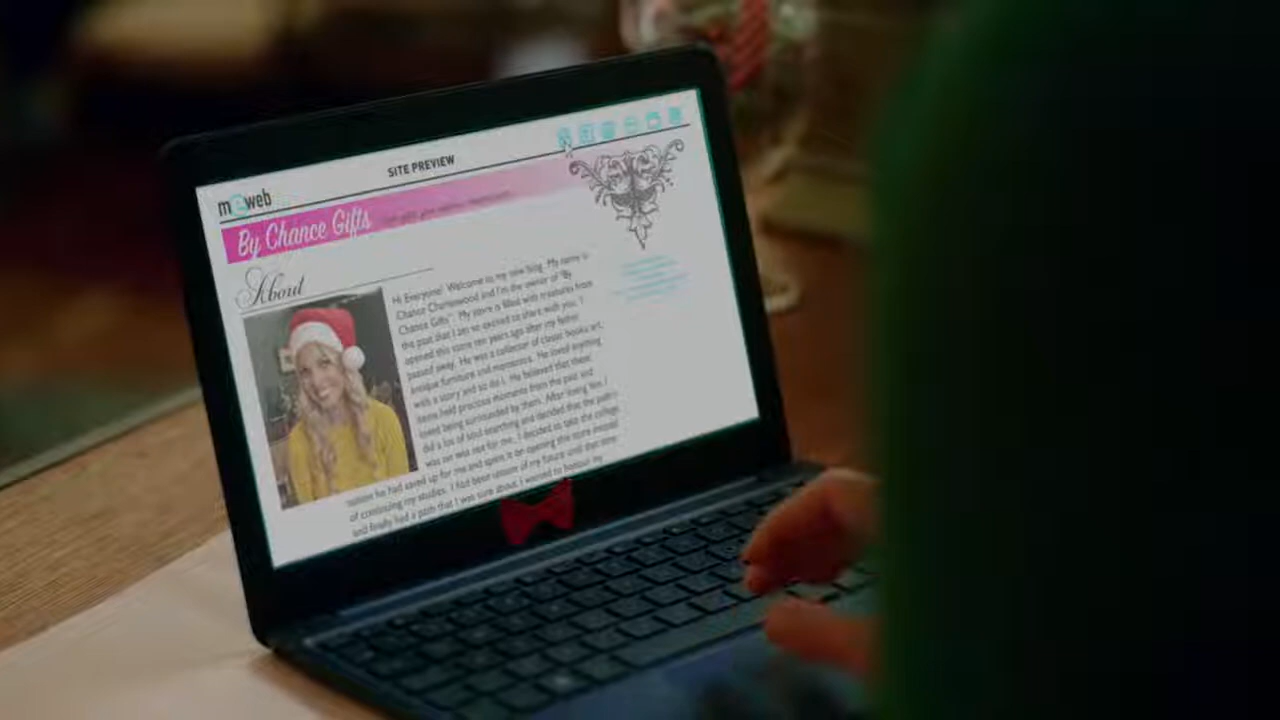 SITE PREVIEW
meweb
By Chance Gifts
About
Hi Everyone! Welcome to my new blog. My name is
Chance Charlewood and I'm the owner of "By
Chance Gifts". My store is filled with treasures from
the past that I am so excited to share with you. I
opened this store ten years ago after my father
passed away. He was a collector of classic books, art,
antique furniture and mementos. He loved anything
with a story and so do I. He believed that these
items held precious moments from the past and
loved being surrounded by them. After losing him, I
did a lot of soul searching and decided that the path
was on was not for me. I decided to take the college
tuition he had saved up for me and spent it on opening this store instead
of continuing my studies. I had been unsure of my future until that time
and finally had a path that I was sure about. I wanted to honour my